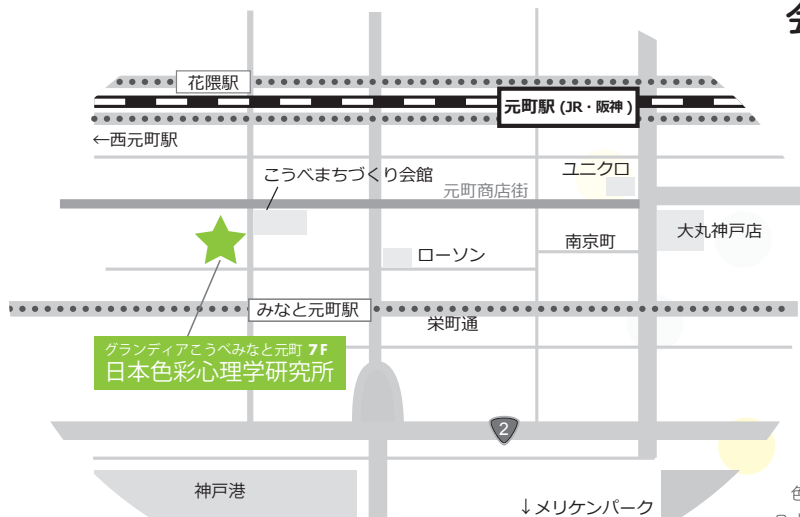 会
花隈駅
元町駅 (JR・阪神 )
←西元町駅
こうべまちづくり会館
元町商店街
ユニクロ
大丸神戸店
南京町
ローソン
みなと元町駅
栄町通
グランディアこうべみなと元町 7F
日本色彩心理学研究所
2
神戸港
↓メリケンパーク
色